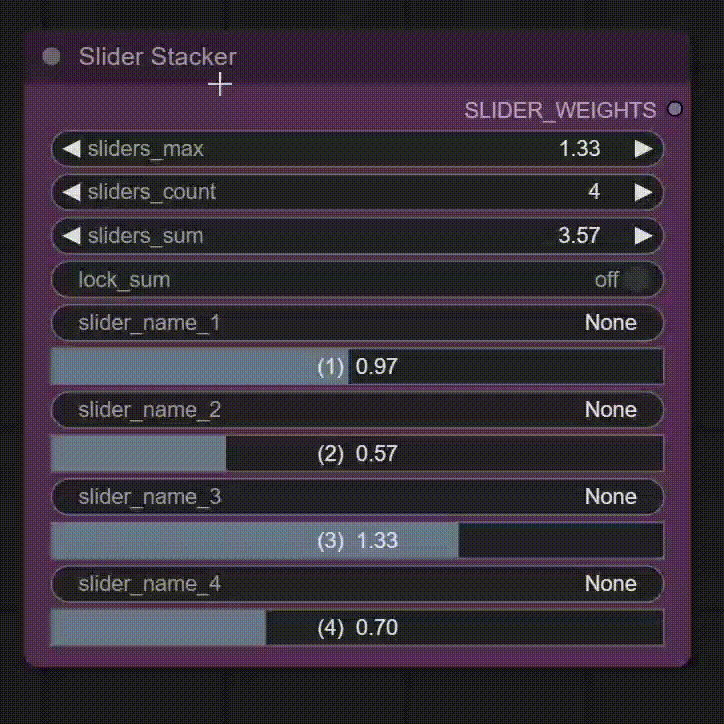 Slider Stacker
SLIDER_WEIGHTS
sliders_max 1.33
sliders_count 4
sliders_sum 3.57
lock_sum off
slider_name_1 None
(1) 0.97
slider_name_2 None
(2) 0.57
slider_name_3 None
(3) 1.33
slider_name_4 None
(4) 0.70